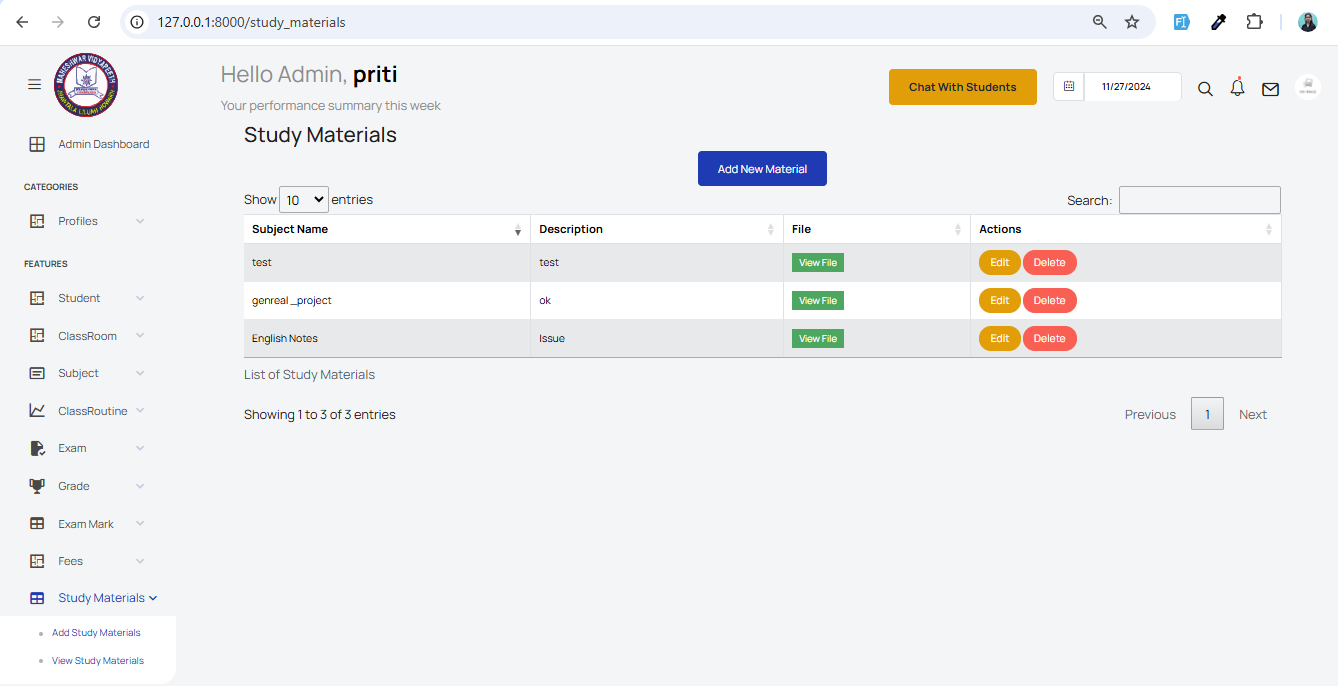 127.0.0.1:8000/study_materials
MAHESHWAR VIDYAPEETH
Hello Admin, priti
Your performance summary this week
Chat With Students
11/27/2024
Admin Dashboard
CATEGORIES
Profiles
FEATURES
Student
ClassRoom
Subject
ClassRoutine
Exam
Grade
Exam Mark
Fees
Study Materials
Add Study Materials
View Study Materials
Study Materials
Add New Material
Show 10 entries
Search:
Subject Name Description File Actions
test test View File Edit Delete
genreal _project ok View File Edit Delete
English Notes Issue View File Edit Delete
List of Study Materials
Showing 1 to 3 of 3 entries
Previous 1 Next